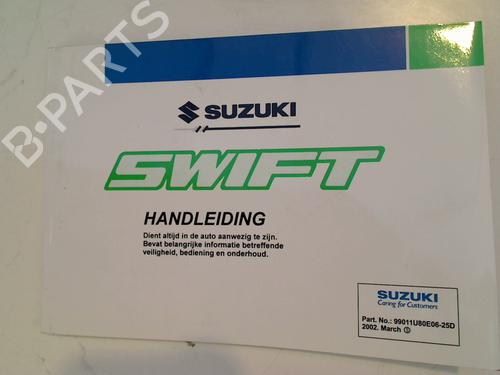 B-PARTS
SUZUKI
SWIFT
HANDLEIDING
Dient altijd in de auto aanwezig te zijn.
Bevat belangrijke informatie betreffende
veiligheid, bediening en onderhoud.
SUZUKI
Caring for Customers
Part. No.: 99011U80E06-25D
2002. March ①